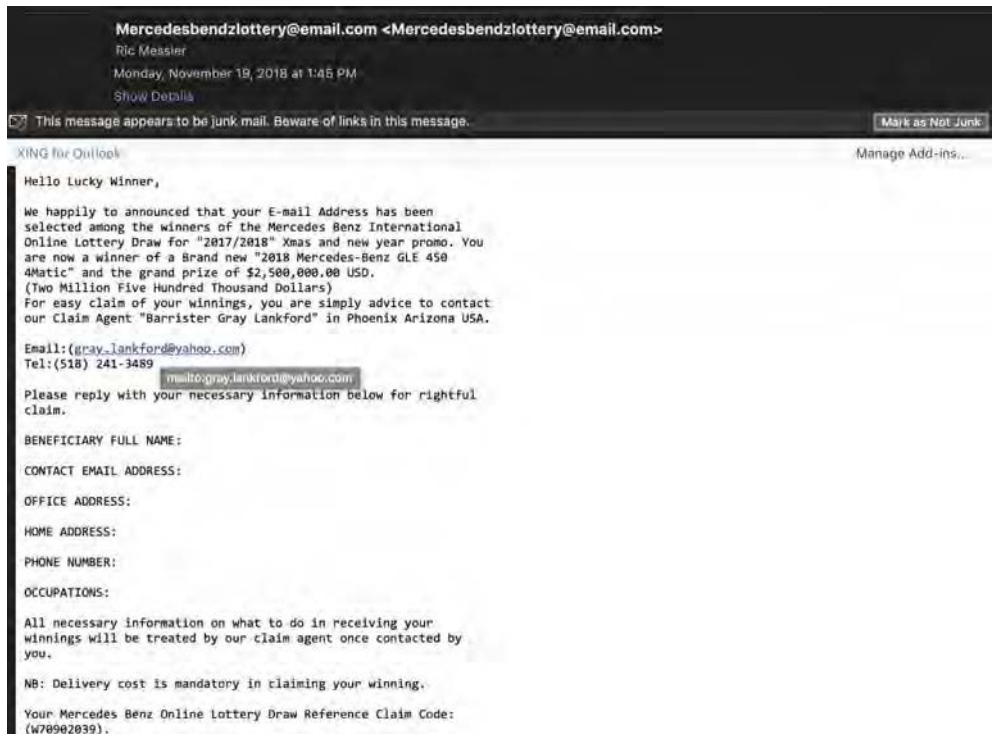 Mercedesbendzlottery@email.com <Mercedesbendzlottery@email.com>
Ric Messier
Monday, November 19, 2018 at 1:45 PM
Show Details
This message appears to be junk mail. Beware of links in this message.
Mark as Not Junk
XING for Outlook
Manage Add-ins...
Hello Lucky Winner,
We happily to announced that your E-mail Address has been
selected among the winners of the Mercedes Benz International
Online Lottery Draw for "2017/2018" Xmas and new year promo. You
are now a winner of a Brand new "2018 Mercedes-Benz GLE 450
4Matic" and the grand prize of $2,500,000.00 USD.
(Two Million Five Hundred Thousand Dollars)
For easy claim of your winnings, you are simply advice to contact
our Claim Agent "Barrister Gray Lankford" in Phoenix Arizona USA.
Email:(gray.lankford@yahoo.com)
Tel:(518) 241-3489
mailto:gray.lankford@yahoo.com
Please reply with your necessary information below for rightful
claim.
BENEFICIARY FULL NAME:
CONTACT EMAIL ADDRESS:
OFFICE ADDRESS:
HOME ADDRESS:
PHONE NUMBER:
OCCUPATIONS:
All necessary information on what to do in receiving your
winnings will be treated by our claim agent once contacted by
you.
NB: Delivery cost is mandatory in claiming your winning.
Your Mercedes Benz Online Lottery Draw Reference Claim Code:
(W70902039).